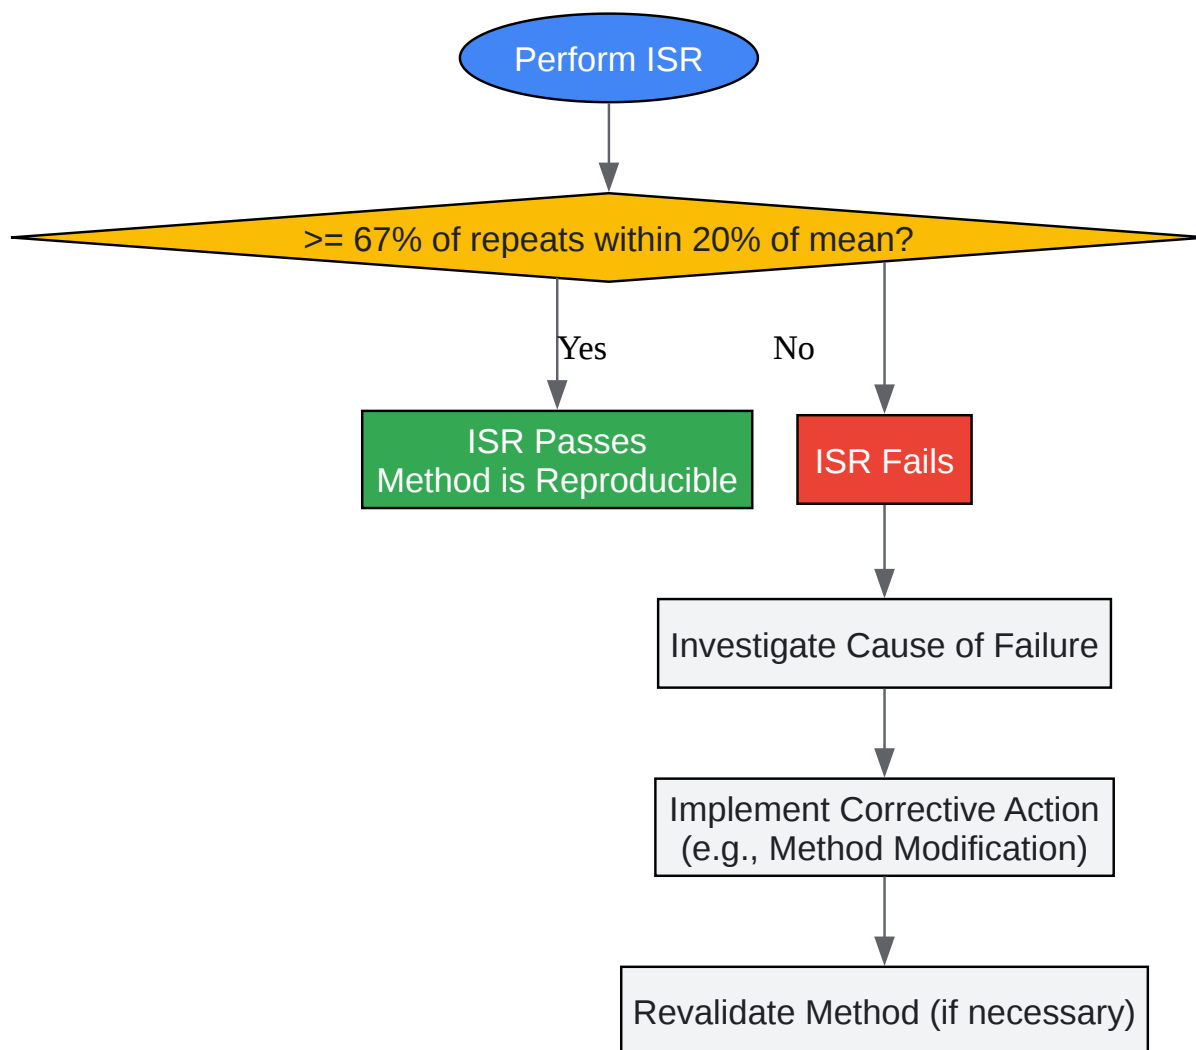 Perform ISR
>= 67% of repeats within 20% of mean?
Yes
No
ISR Passes
Method is Reproducible
ISR Fails
Investigate Cause of Failure
Implement Corrective Action
(e.g., Method Modification)
Revalidate Method (if necessary)